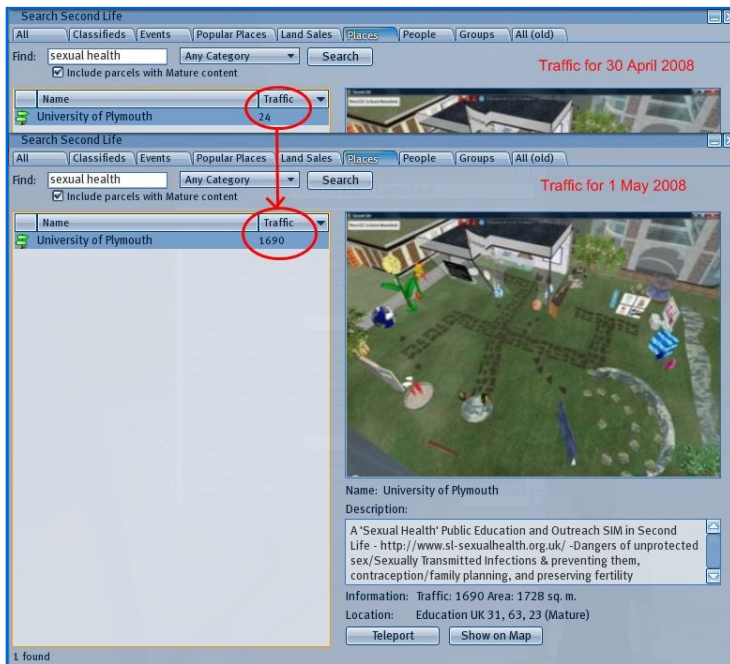 Search Second Life
All Classifieds Events Popular Places Land Sales Places People Groups All (old)
Find: sexual health Any Category Search
Include parcels with Mature content
Traffic for 30 April 2008
Name Traffic
University of Plymouth 24
Search Second Life
All Classifieds Events Popular Places Land Sales Places People Groups All (old)
Find: sexual health Any Category Search
Include parcels with Mature content
Traffic for 1 May 2008
Name Traffic
University of Plymouth 1690
Name: University of Plymouth
Description:
A 'Sexual Health' Public Education and Outreach SIM in Second
Life - http://www.sl-sexualhealth.org.uk/ -Dangers of unprotected
sex/Sexually Transmitted Infections & preventing them,
contraception/family planning, and preserving fertility
Information: Traffic: 1690 Area: 1728 sq. m.
Location: Education UK 31, 63, 23 (Mature)
Teleport Show on Map
1 found